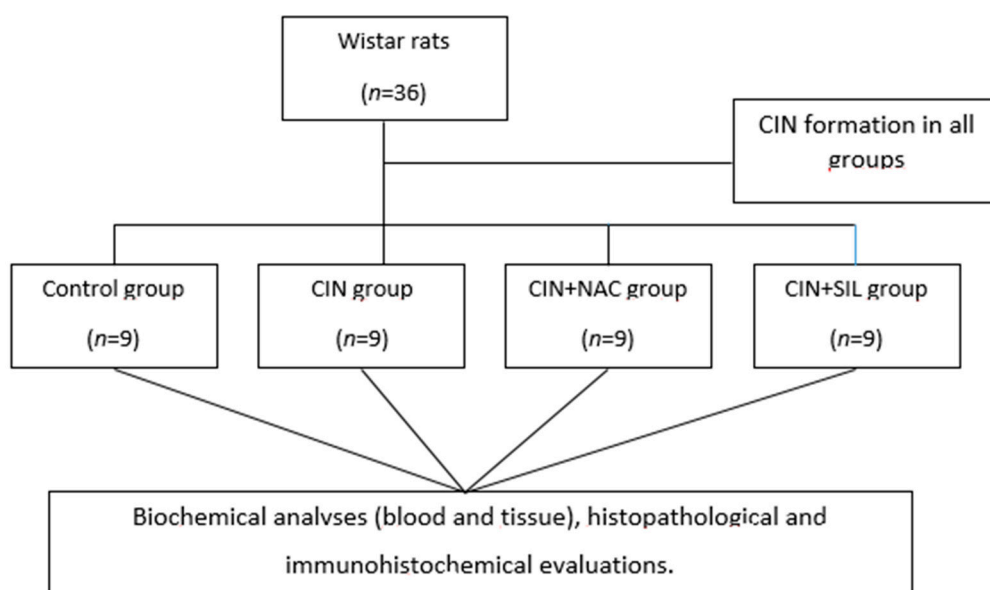 Wistar rats
(n=36)
CIN formation in all
groups
Control group
(n=9)
CIN group
(n=9)
CIN+NAC group
(n=9)
CIN+SIL group
(n=9)
Biochemical analyses (blood and tissue), histopathological and
immunohistochemical evaluations.